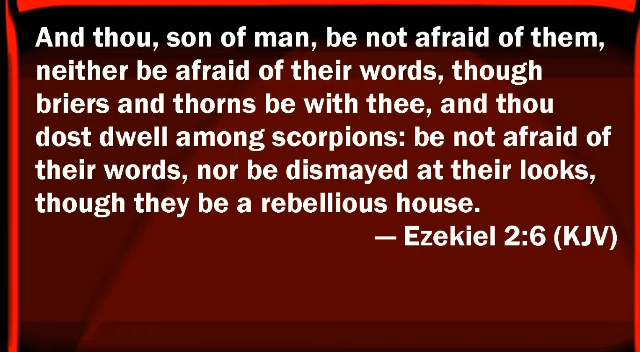 And thou, son of man, be not afraid of them,
neither be afraid of their words, though
briers and thorns be with thee, and thou
dost dwell among scorpions: be not afraid of
their words, nor be dismayed at their looks,
though they be a rebellious house.
— Ezekiel 2:6 (KJV)